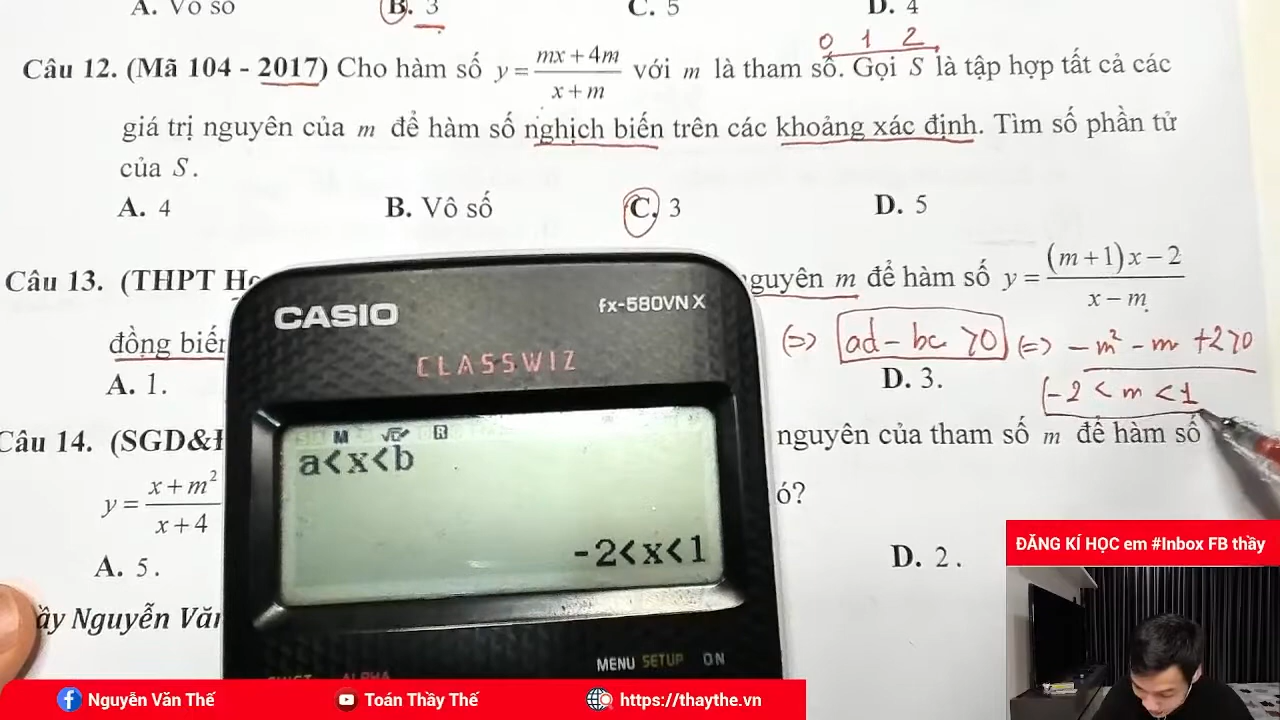 A. Vô số B. 3 C. 5 D. 4
0 1 2
Câu 12. (Mã 104 - 2017) Cho hàm số y = (mx + 4m)/(x + m) với m là tham số. Gọi S là tập hợp tất cả các
giá trị nguyên của m để hàm số nghịch biến trên các khoảng xác định. Tìm số phần tử
của S.
A. 4 B. Vô số C. 3 D. 5
Câu 13. (THPT nguyên m để hàm số y = ((m+1)x − 2)/(x − m)
đồng
(=> ad - bc >0 (=> -m² - m + 2 >0
A. 1. D. 3.
-2 < m < 1
Câu 14. (SGD& nguyên của tham số m để hàm số
y = (x + m²)/(x + 4) ó?
A. 5. D. 2.
ầy Nguyễn
CASIO
fx-580VN X
CLASSWIZ
M R
a<x<b
-2<x<1
MENU SETUP ON
ALPHA
ĐĂNG KÍ HỌC em #Inbox FB thầy
Nguyễn Văn Thế
Toán Thầy Thế
https://thaythe.vn